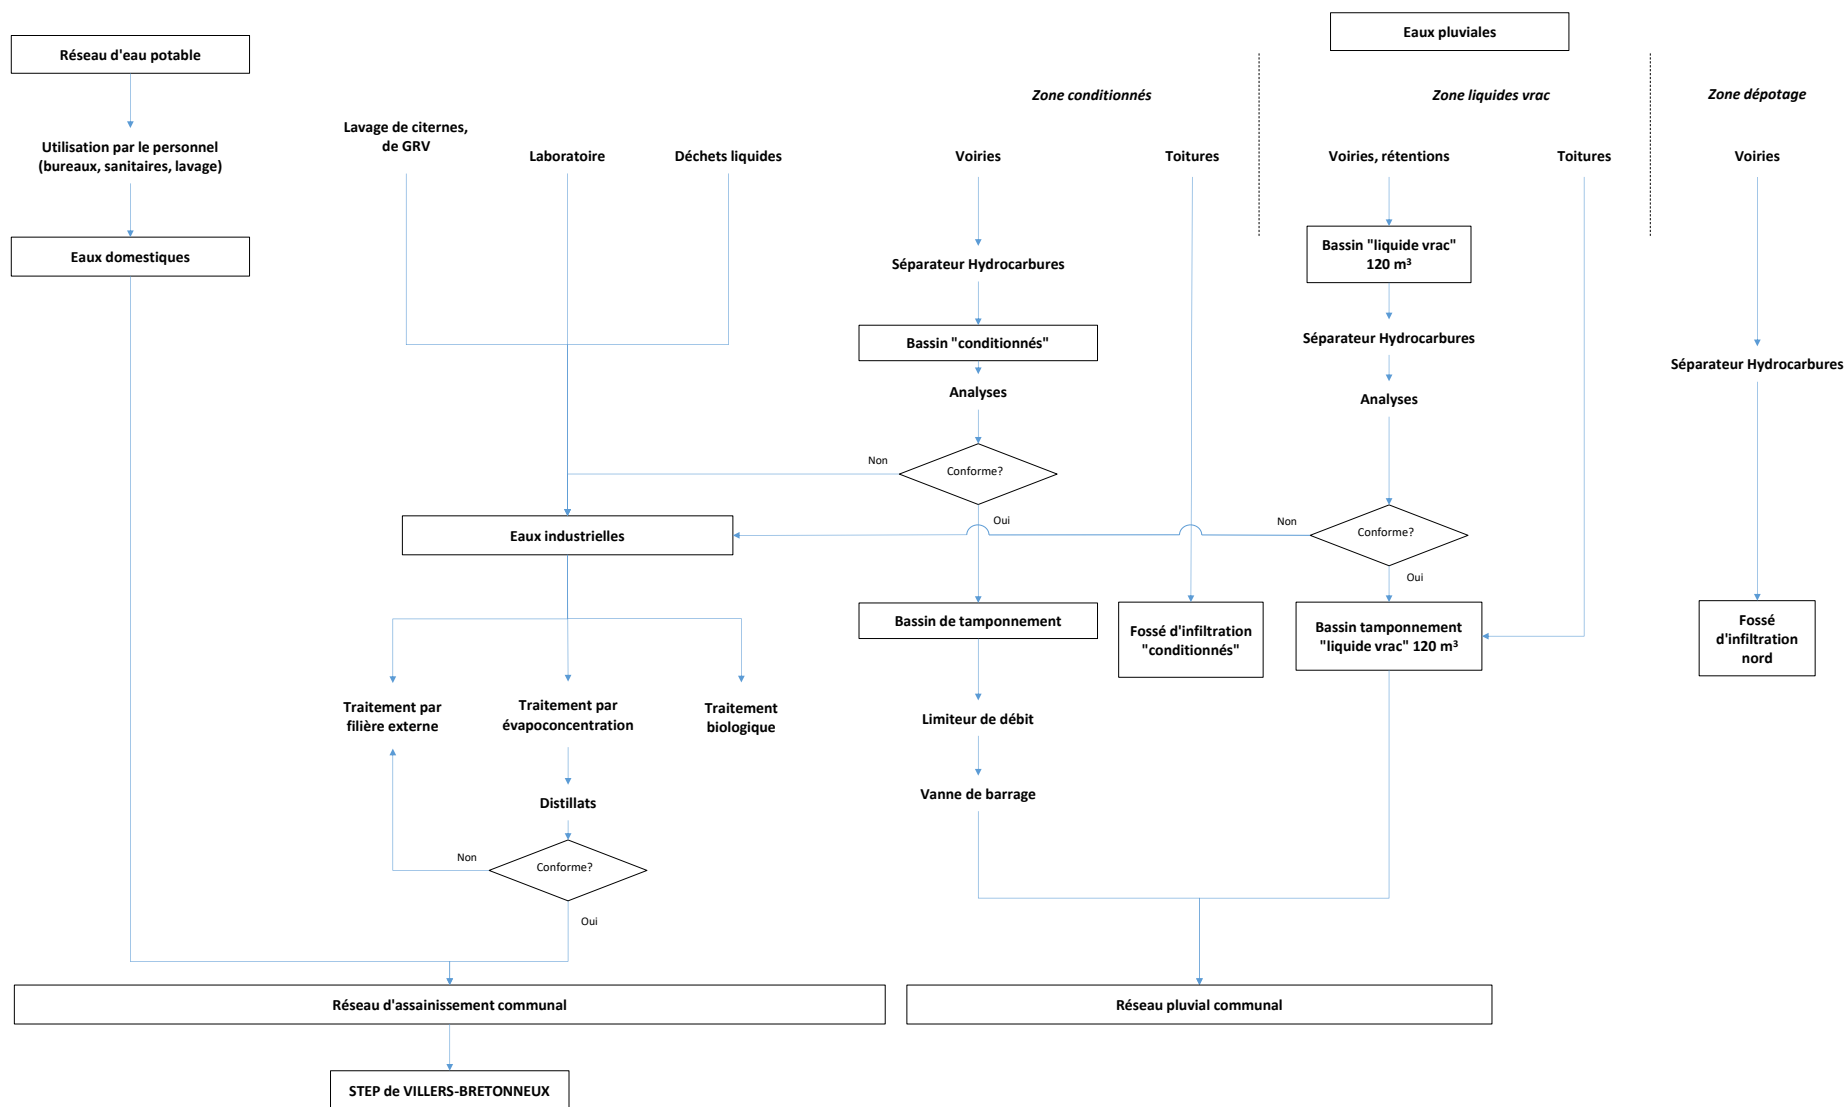 Eaux pluviales
Réseau d'eau potable
Zone conditionnés
Zone liquides vrac
Zone dépotage
Lavage de citernes,
de GRV
Utilisation par le personnel
(bureaux, sanitaires, lavage)
Laboratoire
Déchets liquides
Voiries
Toitures
Voiries, rétentions
Toitures
Voiries
Eaux domestiques
Séparateur Hydrocarbures
Bassin "liquide vrac"
120 m³
Bassin "conditionnés"
Séparateur Hydrocarbures
Séparateur Hydrocarbures
Analyses
Analyses
Non
Conforme?
Oui
Eaux industrielles
Non
Conforme?
Oui
Bassin de tamponnement
Fossé d'infiltration
"conditionnés"
Bassin tamponnement
"liquide vrac" 120 m³
Fossé
d'infiltration
nord
Traitement par
filière externe
Traitement par
évapoconcentration
Traitement
biologique
Limiteur de débit
Vanne de barrage
Distillats
Non
Conforme?
Oui
Réseau d'assainissement communal
Réseau pluvial communal
STEP de VILLERS-BRETONNEUX